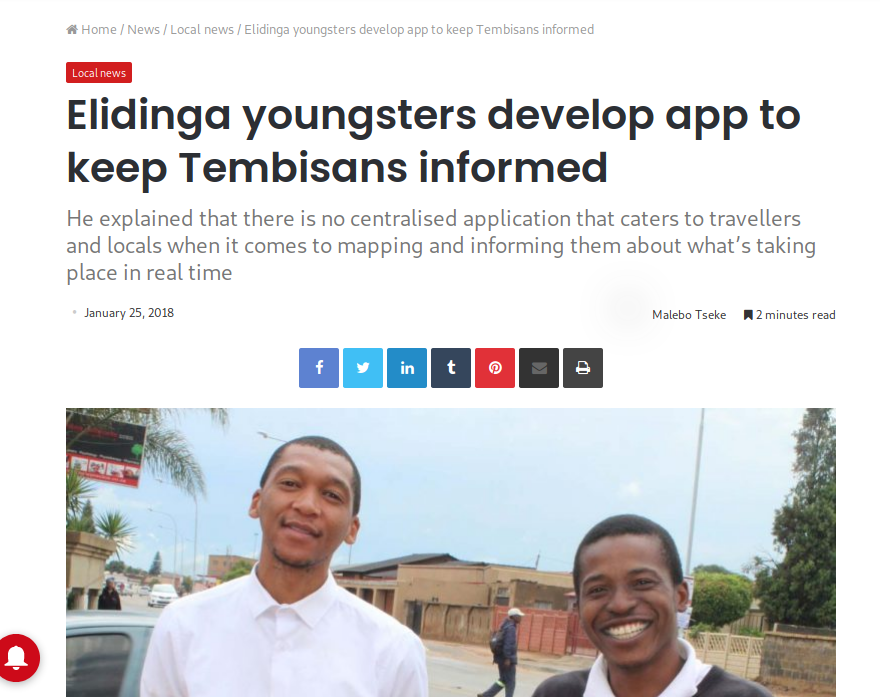 Home / News / Local news / Elidinga youngsters develop app to keep Tembisans informed
Local news
Elidinga youngsters develop app to
keep Tembisans informed
He explained that there is no centralised application that caters to travellers
and locals when it comes to mapping and informing them about what's taking
place in real time
January 25, 2018
Malebo Tseke
2 minutes read